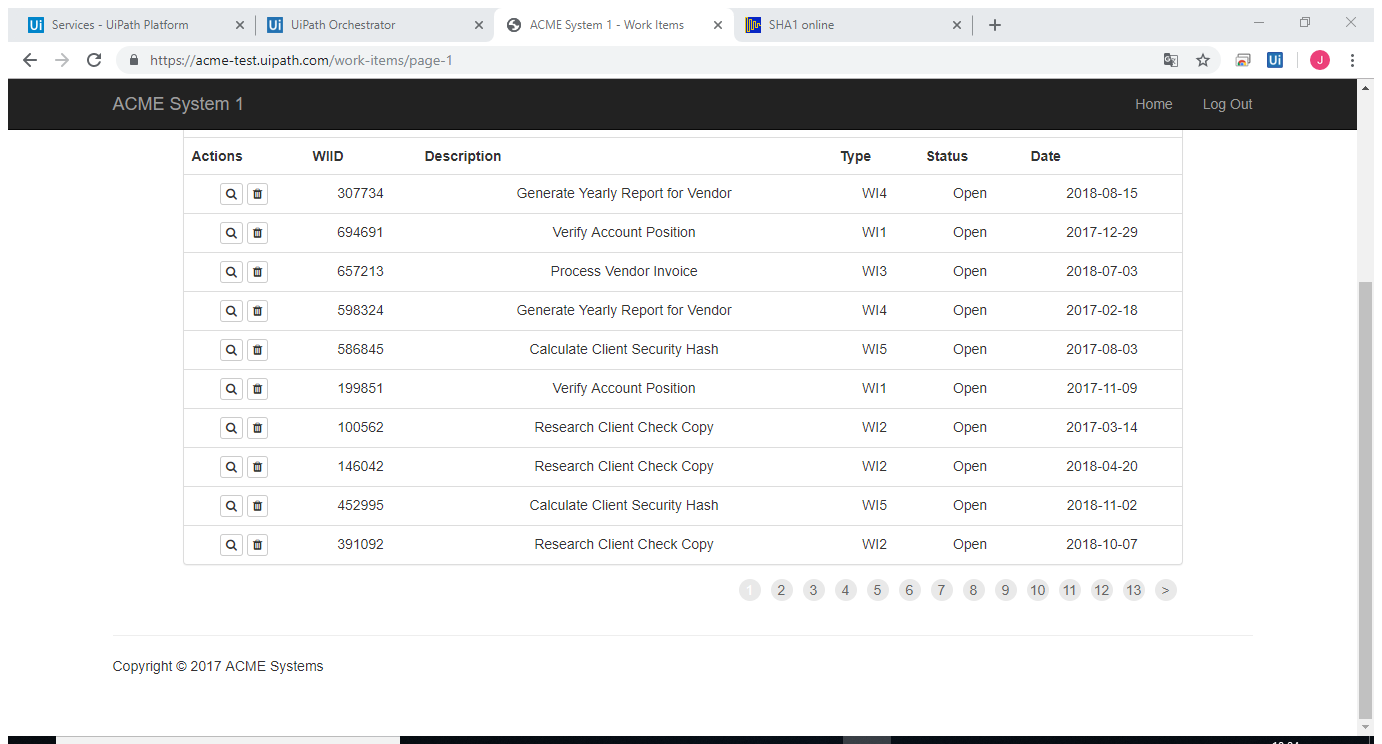 Ui Services - UiPath Platform Ui UiPath Orchestrator ACME System 1 - Work Items SHA1 online
https://acme-test.uipath.com/work-items/page-1 Ui J
ACME System 1 Home Log Out
Actions WIID Description Type Status Date
307734 Generate Yearly Report for Vendor WI4 Open 2018-08-15
694691 Verify Account Position WI1 Open 2017-12-29
657213 Process Vendor Invoice WI3 Open 2018-07-03
598324 Generate Yearly Report for Vendor WI4 Open 2017-02-18
586845 Calculate Client Security Hash WI5 Open 2017-08-03
199851 Verify Account Position WI1 Open 2017-11-09
100562 Research Client Check Copy WI2 Open 2017-03-14
146042 Research Client Check Copy WI2 Open 2018-04-20
452995 Calculate Client Security Hash WI5 Open 2018-11-02
391092 Research Client Check Copy WI2 Open 2018-10-07
1 2 3 4 5 6 7 8 9 10 11 12 13 >
Copyright © 2017 ACME Systems